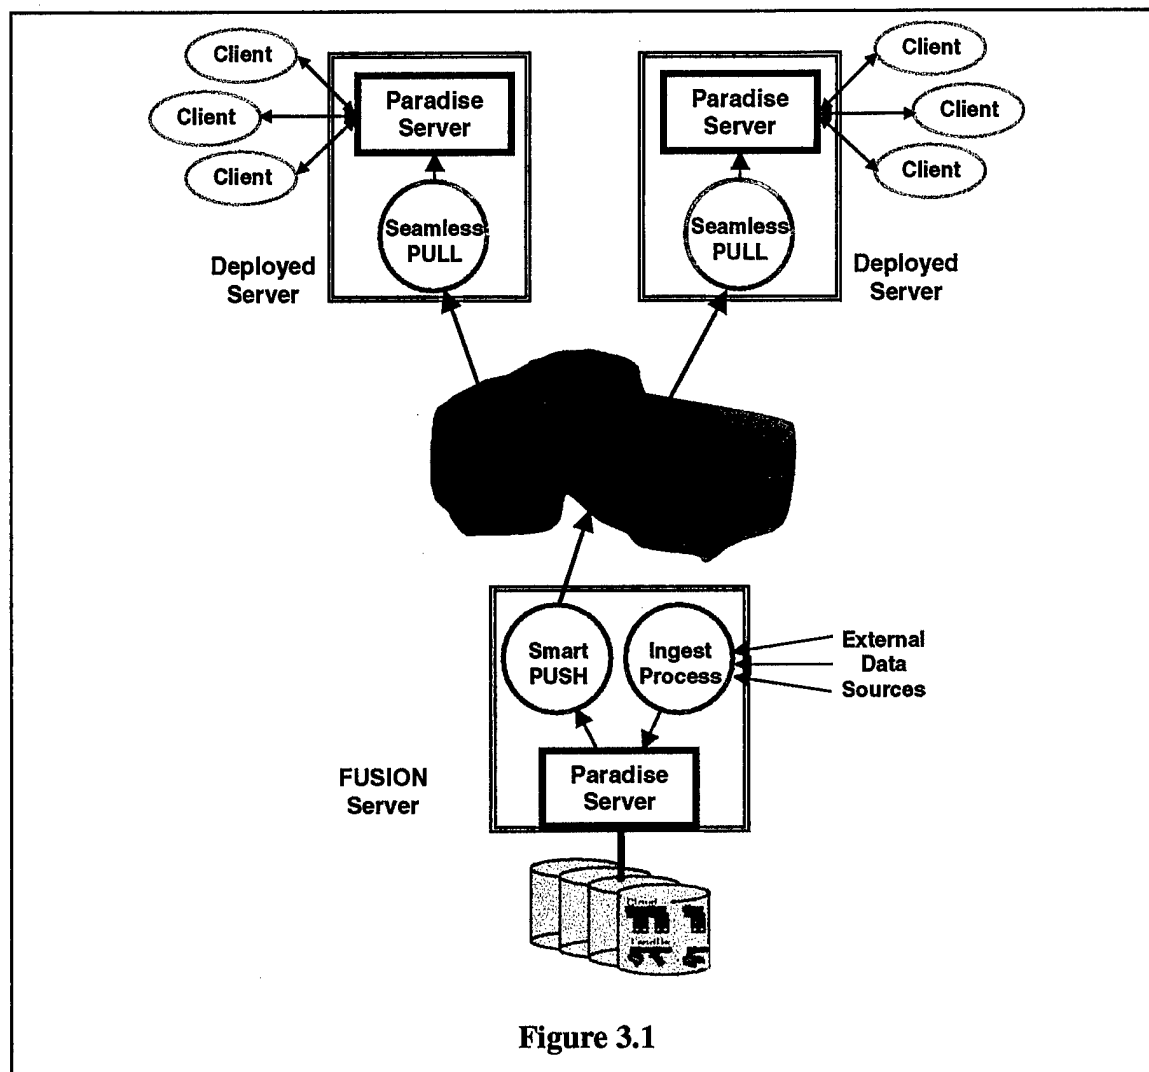 Client
Client
Client
Paradise
Server
Seamless
PULL
Deployed
Server
Client
Client
Client
Paradise
Server
Seamless
PULL
Deployed
Server
Smart
PUSH
Ingest
Process
External
Data
Sources
FUSION
Server
Paradise
Server
Cloud
Figure 3.1